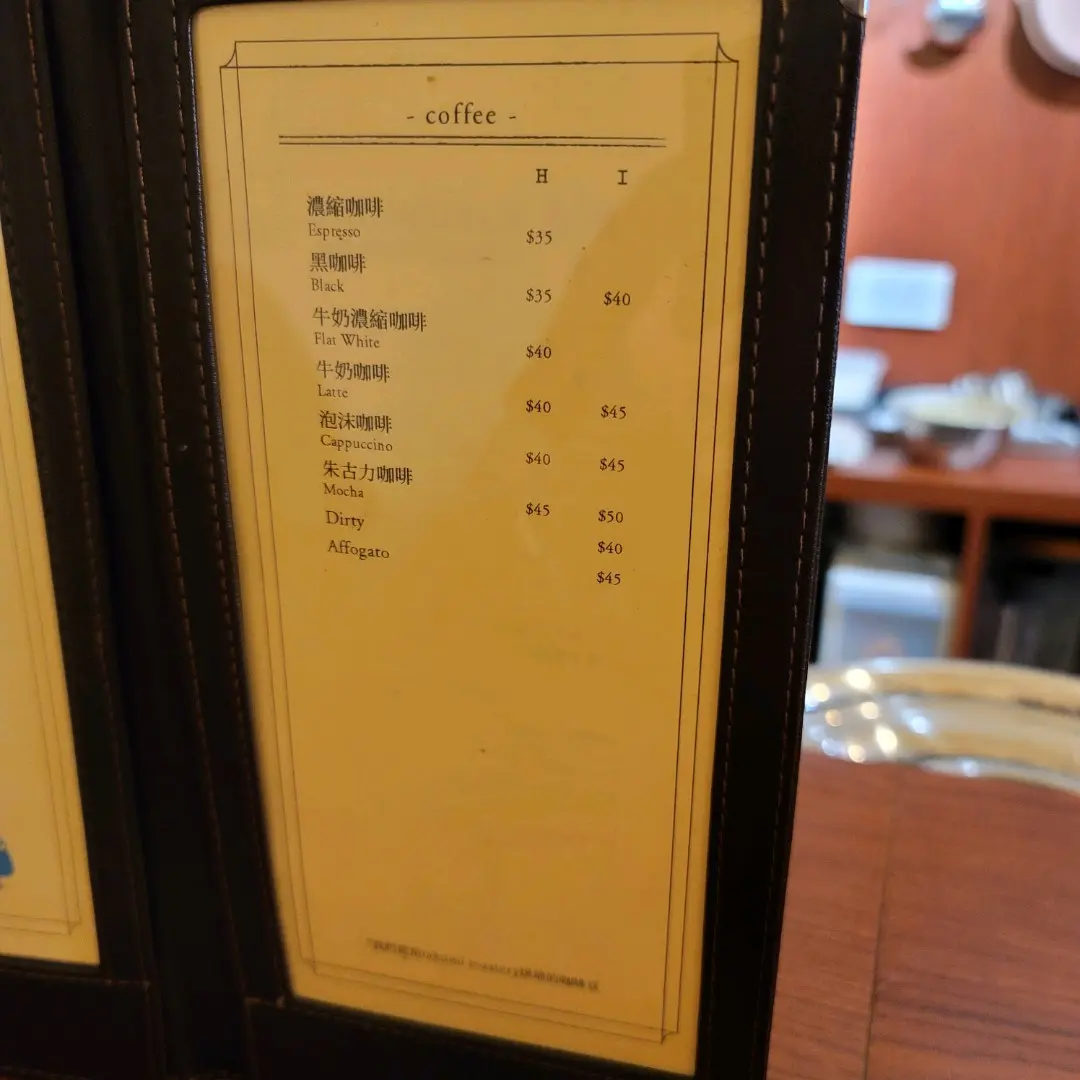 - coffee -
H I
濃縮咖啡
Espresso $35
黑咖啡
Black $35 $40
牛奶濃縮咖啡
Flat White $40
牛奶咖啡
Latte $40 $45
泡沫咖啡
Cappuccino $40 $45
朱古力咖啡
Mocha $45 $50
Dirty $40
Affogato $45